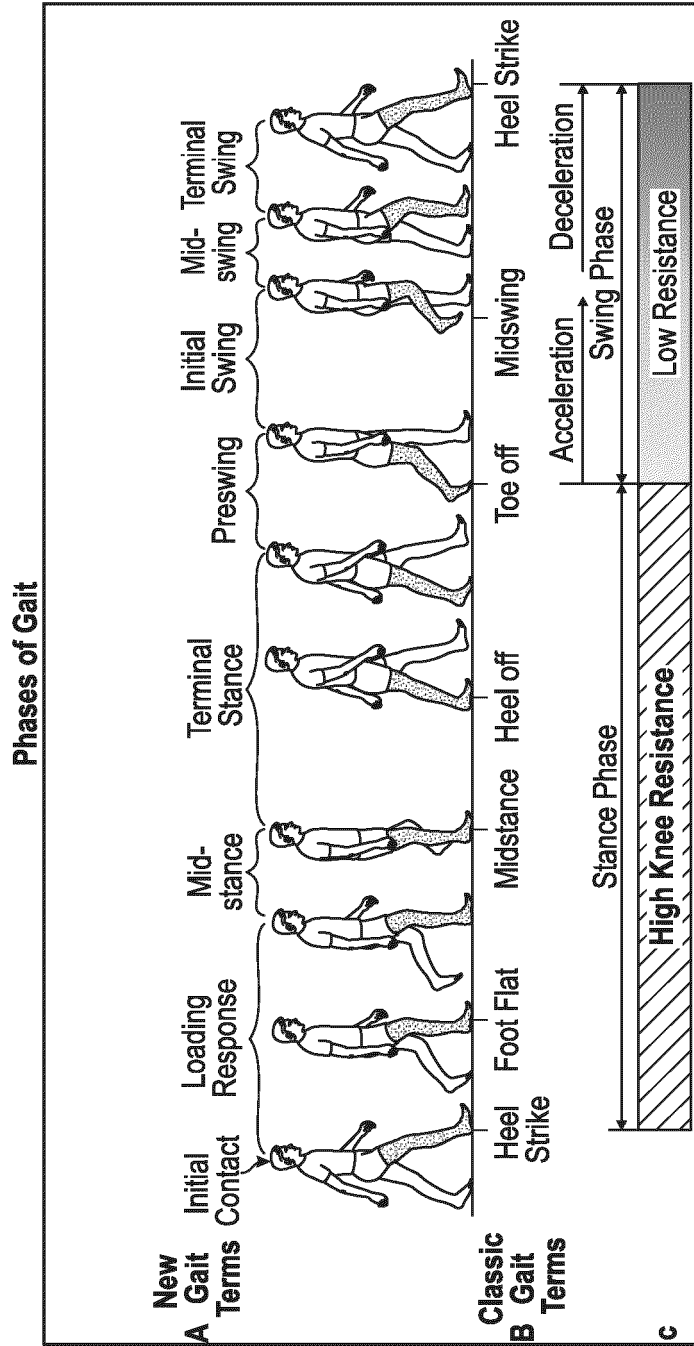 Phases of Gait
New
Gait
Terms
A
Initial
Contact
Loading
Response
Mid-
stance
Terminal
Stance
Preswing
Initial
Swing
Mid-
swing
Terminal
Swing
Classic
Gait
Terms
B
Heel
Strike
Foot Flat
Midstance
Heel off
Toe off
Midswing
Heel Strike
Acceleration
Deceleration
Stance Phase
Swing Phase
C
High Knee Resistance
Low Resistance